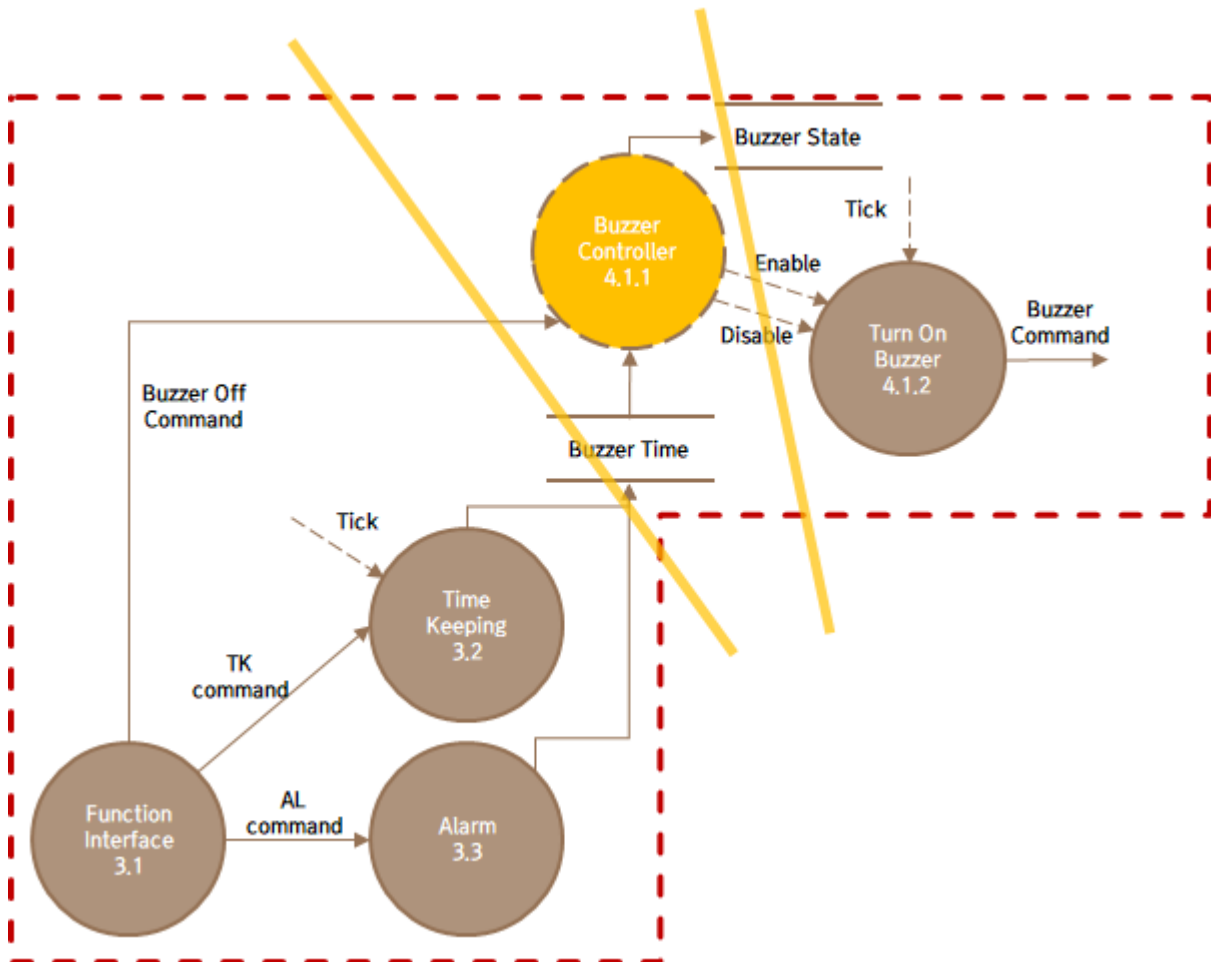 Buzzer State
Buzzer
Controller
4.1.1
Tick
Enable
Disable
Turn On
Buzzer
4.1.2
Buzzer
Command
Buzzer Off
Command
Buzzer Time
Tick
Time
Keeping
3.2
TK
command
Function
Interface
3.1
AL
command
Alarm
3.3